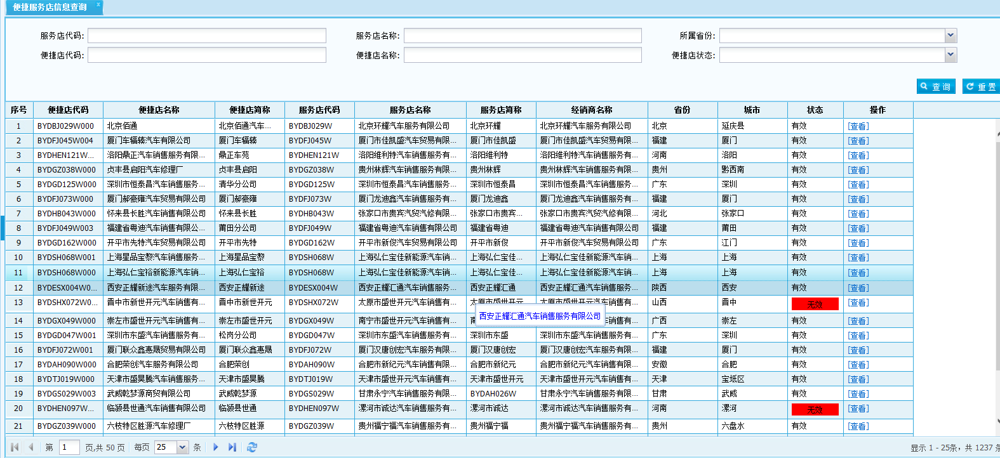 便捷服务店信息查询 x
服务店代码: 服务店名称: 所属省份:
便捷店代码: 便捷店名称: 便捷店状态:
查询 重置
序号 便捷店代码 便捷店名称 便捷店简称 服务店代码 服务店名称 服务店简称 经销商名称 省份 城市 状态 操作
1 BYDBJ029W000 北京佰通 北京佰通汽车... BYDBJ029W 北京环耀汽车服务有限公司 北京环耀 北京环耀汽车服务有限公司 北京 延庆县 有效 [查看]
2 BYDFJ045W004 厦门车辐辏汽车有限公司 厦门车辐辏 BYDFJ045W 厦门市佳凯盛汽车贸易有限... 厦门市佳凯盛 厦门市佳凯盛汽车贸易有限... 福建 厦门 有效 [查看]
3 BYDHEN121W... 洛阳鼎正汽车销售服务有限... 鼎正车苑 BYDHEN121W 洛阳维利特汽车销售服务有... 洛阳维利特 洛阳维利特汽车销售服务有... 河南 洛阳 有效 [查看]
4 BYDGZ038W000 贞丰县启阳汽车修理厂 贞丰县启阳 BYDGZ038W 贵州林辉汽车销售服务有限... 贵州林辉 贵州林辉汽车销售服务有限... 贵州 黔西南 有效 [查看]
5 BYDGD125W000 深圳市恒泰昌汽车销售服务... 清华分公司 BYDGD125W 深圳市恒泰昌汽车销售服务... 深圳市恒泰昌 深圳市恒泰昌汽车销售服务... 广东 深圳 有效 [查看]
6 BYDFJ073W000 厦门郝豪雍汽车贸易有限公司 厦门郝豪雍 BYDFJ073W 厦门龙迪鑫汽车销售服务有... 厦门龙迪鑫 厦门龙迪鑫汽车销售服务有... 福建 厦门 有效 [查看]
7 BYDHB043W000 怀来县长胜汽车销售有限公司 怀来县长胜 BYDHB043W 张家口市贵宾汽贸汽修有限... 张家口市贵宾... 张家口市贵宾汽贸汽修有限... 河北 张家口 有效 [查看]
8 BYDFJ049W003 福建省粤迪汽车销售有限公... 莆田分公司 BYDFJ049W 福建省粤迪汽车销售有限公司 福建省粤迪 福建省粤迪汽车销售有限公司 福建 莆田 有效 [查看]
9 BYDGD162W000 开平市先特汽车贸易有限公司 开平市先特 BYDGD162W 开平市新俊汽车贸易有限公司 开平市新俊 开平市新俊汽车贸易有限公司 广东 江门 有效 [查看]
10 BYDSH068W001 上海星品宝黎汽车销售服务... 上海星品宝黎 BYDSH068W 上海弘仁宝佳新能源汽车销... 上海弘仁宝佳... 上海弘仁宝佳新能源汽车销... 上海 上海 有效 [查看]
11 BYDSH068W000 上海弘仁宝裕新能源汽车销... 上海弘仁宝裕 BYDSH068W 上海弘仁宝佳新能源汽车销... 上海弘仁宝佳... 上海弘仁宝佳新能源汽车销... 上海 上海 有效 [查看]
12 BYDESX004W0... 西安正耀新途汽车服务有限... 西安正耀新途 BYDESX004W 西安正耀汇通汽车销售服务... 西安正耀汇通 西安正耀汇通汽车销售服务... 陕西 西安 有效 [查看]
13 BYDSHX072W0... 晋中市新世开元汽车销售有... 晋中市新世开元 BYDSHX072W 太原市盛世开元汽车销售有... 太原市盛世开元 太原市盛世开元汽车销售有... 山西 晋中 无效 [查看]
西安正耀汇通汽车销售服务有限公司
14 BYDGX049W000 崇左市盛世开元汽车销售有... 崇左市盛世开元 BYDGX049W 南宁市盛世开元汽车销售有... 广西 崇左 有效 [查看]
15 BYDGD047W001 深圳市东盛汽车销售服务有... 松岗分公司 BYDGD047W 深圳市东盛汽车销售服务有... 深圳市东盛 深圳市东盛汽车销售服务有... 广东 深圳 有效 [查看]
16 BYDFJ072W001 厦门联众鑫惠晟贸易有限公司 厦门联众鑫惠晟 BYDFJ072W 厦门汉唐创宏汽车服务有限... 厦门汉唐创宏 厦门汉唐创宏汽车服务有限... 福建 厦门 有效 [查看]
17 BYDAH090W000 合肥荣创汽车服务有限公司 合肥荣创 BYDAH090W 合肥市新纪元汽车销售有限... 合肥市新纪元 合肥市新纪元汽车销售有限... 安徽 合肥 有效 [查看]
18 BYDTJ019W000 天津市盛昊腾汽车销售服务... 天津市盛昊腾 BYDTJ019W 天津市盛世开元汽车销售有... 天津市盛世开元 天津市盛世开元汽车销售有... 天津 宝坻区 有效 [查看]
19 BYDGS029W003 武威乾梦源商贸有限公司 武威乾梦源 BYDGS029W 甘肃永宁汽车服务有限公司 BYDAH026W 甘肃永宁汽车服务有限公司 甘肃 武威 有效 [查看]
20 BYDHEN097W... 临颍县世通汽车销售有限公司 临颍县世通 BYDHEN097W 漯河市诚达汽车销售服务有... 漯河市诚达 漯河市诚达汽车销售服务有... 河南 漯河 无效 [查看]
21 BYDGZ039W000 六枝特区胜源汽车修理厂 六枝特区胜源 BYDGZ039W 贵州福宁福汽车销售服务有... 贵州福宁福 贵州福宁福汽车销售服务有... 贵州 六盘水 有效 [查看]
第 1 页,共 50 页 每页 25 条 显示 1 - 25条, 共 1237 条